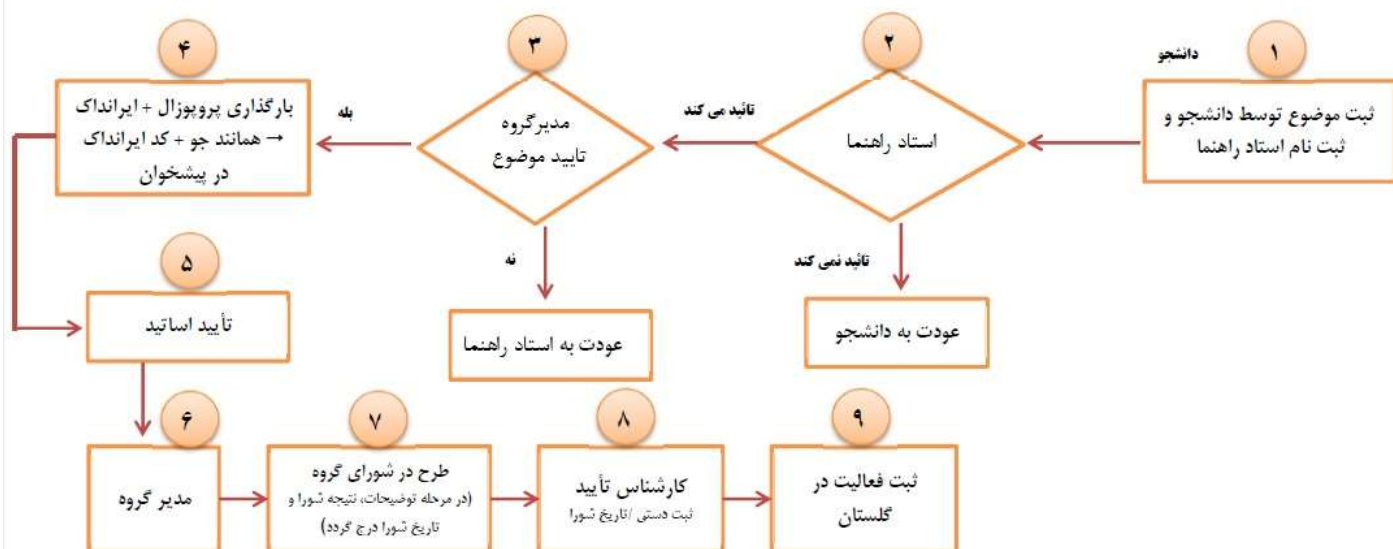 ۱
دانشجو
ثبت موضوع توسط دانشجو و
ثبت نام استاد راهنما
۲
استاد راهنما
تائید می کند
تائید نمی کند
عودت به دانشجو
۳
مدیرگروه
تایید موضوع
بله
نه
عودت به استاد راهنما
۴
بارگذاری پروپوزال + ایرانداک
→ همانند جو + کد ایرانداک
در پیشخوان
۵
تأیید اساتید
۶
مدیر گروه
۷
طرح در شورای گروه
(در مرحله توضیحات، نتیجه شورا و
تاریخ شورا درج گردد)
۸
کارشناس تأیید
ثبت دستی /تاریخ شورا
۹
ثبت فعالیت در
گلستان